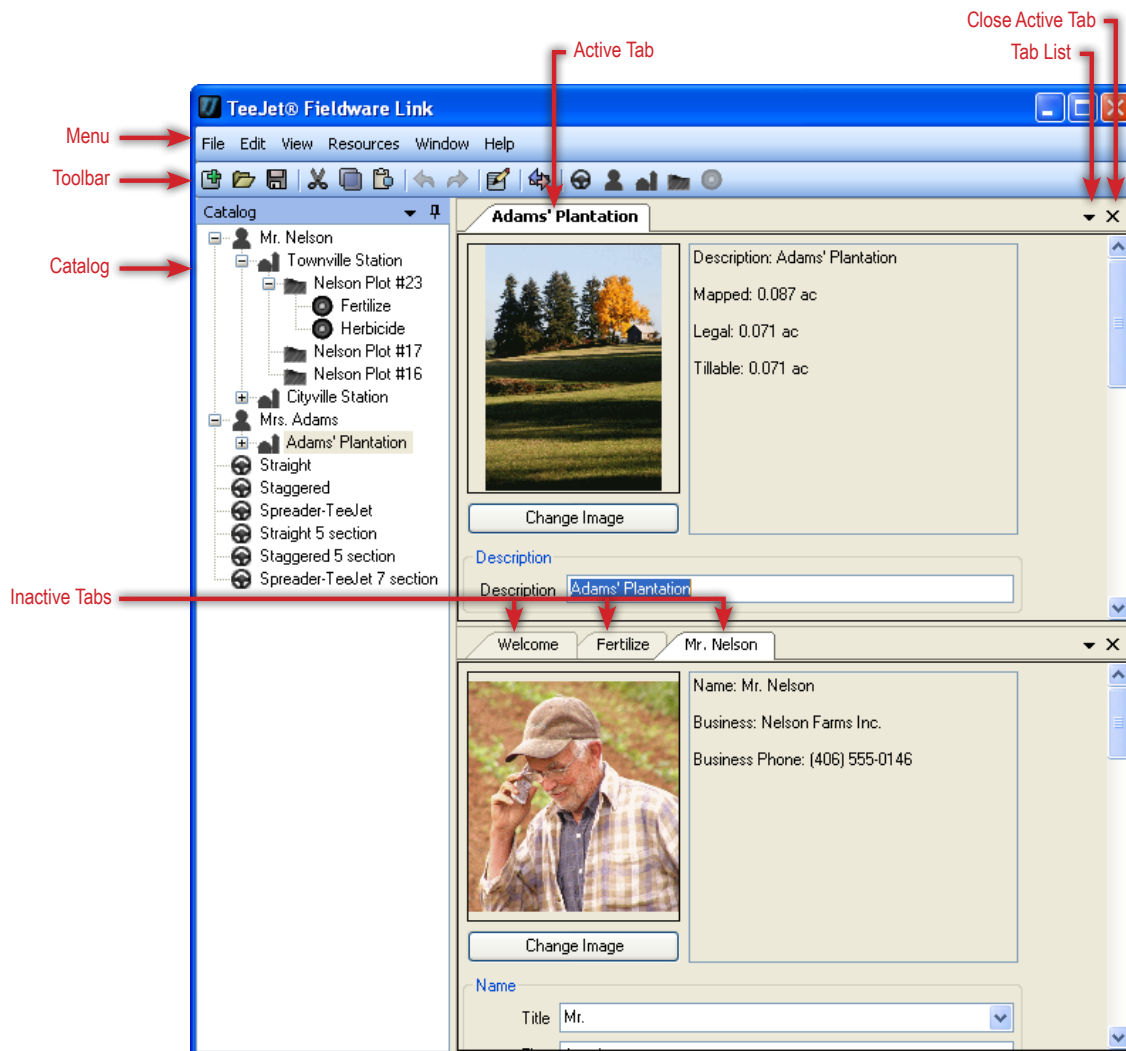 Close Active Tab
Active Tab
Tab List
TeeJet® Fieldware Link
Menu
File Edit View Resources Window Help
Toolbar
Catalog
Adams' Plantation
Catalog
Mr. Nelson
Townville Station
Nelson Plot #23
Fertilize
Herbicide
Nelson Plot #17
Nelson Plot #16
Cityville Station
Mrs. Adams
Adams' Plantation
Straight
Staggered
Spreader-TeeJet
Straight 5 section
Staggered 5 section
Spreader-TeeJet 7 section
Description: Adams' Plantation
Mapped: 0.087 ac
Legal: 0.071 ac
Tillable: 0.071 ac
Change Image
Description
Description Adams' Plantation
Inactive Tabs
Welcome Fertilize Mr. Nelson
Name: Mr. Nelson
Business: Nelson Farms Inc.
Business Phone: (406) 555-0146
Change Image
Name
Title Mr.